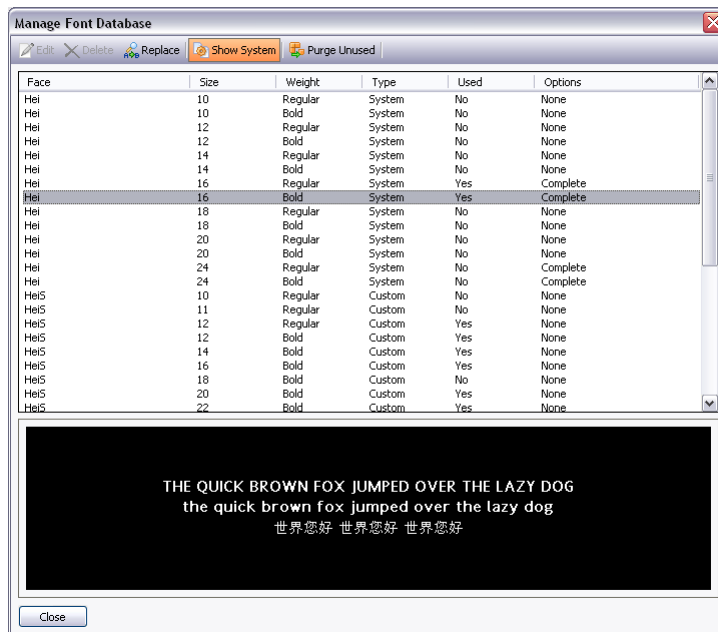 Manage Font Database
Edit Delete Replace Show System Purge Unused
Face Size Weight Type Used Options
Hei 10 Regular System No None
Hei 10 Bold System No None
Hei 12 Regular System No None
Hei 12 Bold System No None
Hei 14 Regular System No None
Hei 14 Bold System No None
Hei 16 Regular System Yes Complete
Hei 16 Bold System Yes Complete
Hei 18 Regular System No None
Hei 18 Bold System No None
Hei 20 Regular System No None
Hei 20 Bold System No None
Hei 24 Regular System No Complete
Hei 24 Bold System No Complete
HeiS 10 Regular Custom No None
HeiS 11 Regular Custom No None
HeiS 12 Regular Custom Yes None
HeiS 12 Bold Custom Yes None
HeiS 14 Bold Custom Yes None
HeiS 16 Bold Custom Yes None
HeiS 18 Bold Custom No None
HeiS 20 Bold Custom Yes None
HeiS 22 Bold Custom Yes None
THE QUICK BROWN FOX JUMPED OVER THE LAZY DOG
the quick brown fox jumped over the lazy dog
世界您好 世界您好 世界您好
Close